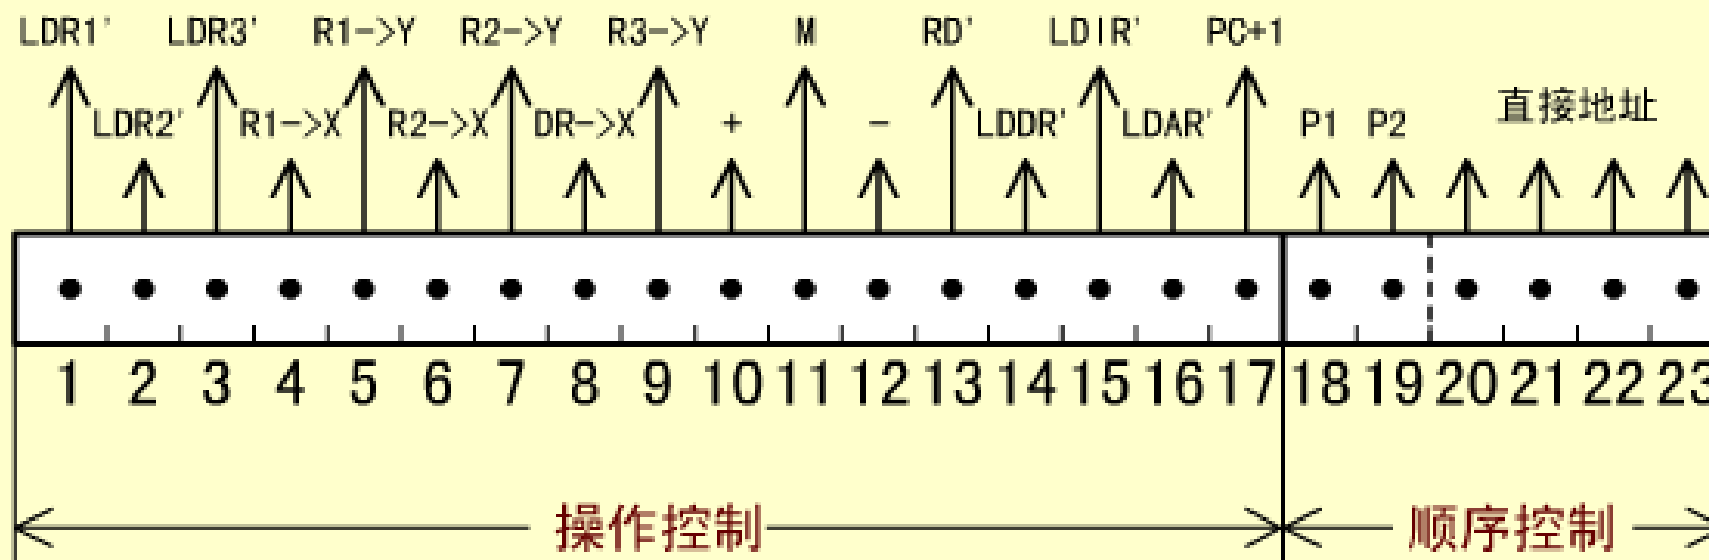 LDR1' LDR3' R1->Y R2->Y R3->Y M RD' LDIR' PC+1
LDR2' R1->X R2->X DR->X + - LDDR' LDAR' P1 P2 直接地址
1 2 3 4 5 6 7 8 9 10 11 12 13 14 15 16 17 18 19 20 21 22 23
操作控制 顺序控制